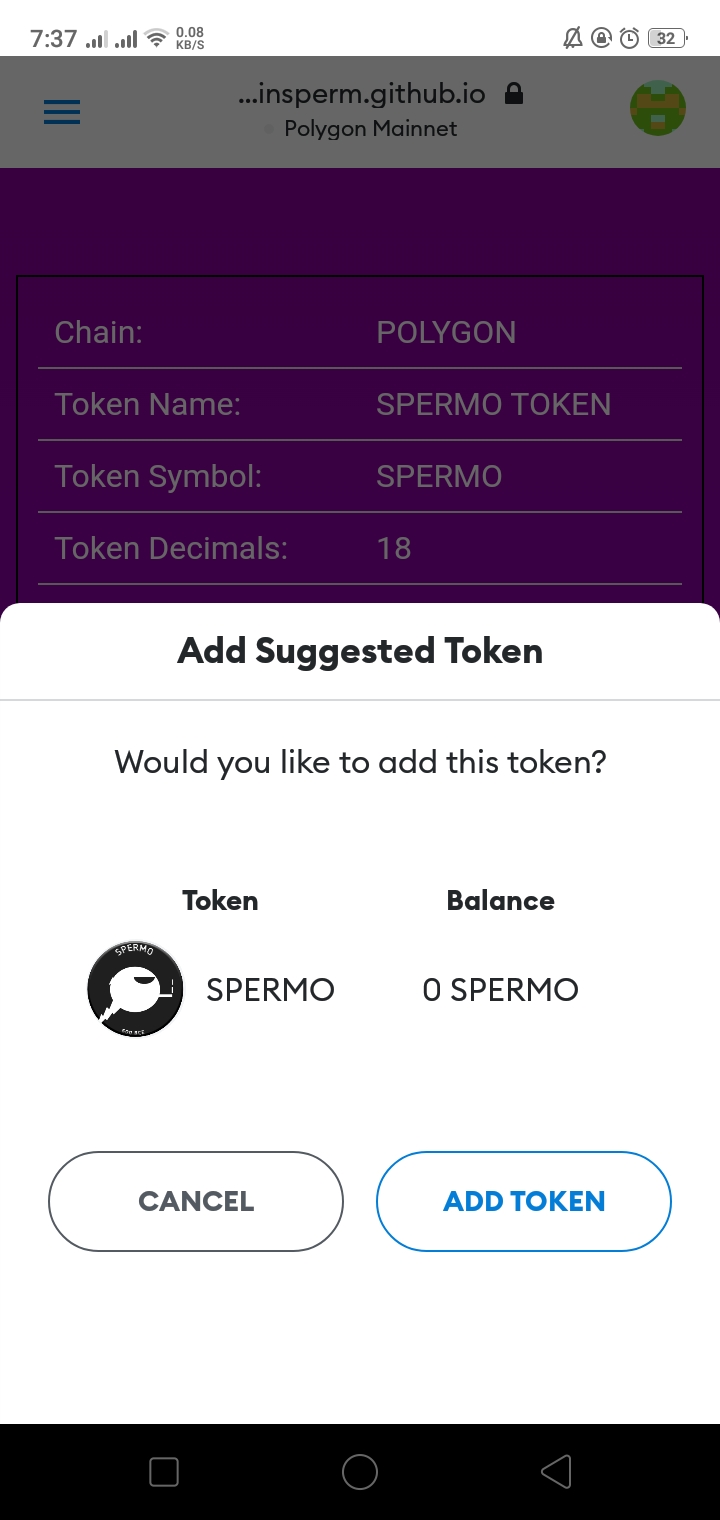 7:37 0.08 KB/S 32
...insperm.github.io
Polygon Mainnet
Chain: POLYGON
Token Name: SPERMO TOKEN
Token Symbol: SPERMO
Token Decimals: 18
Add Suggested Token
Would you like to add this token?
Token Balance
SPERMO
SPERMO 0 SPERMO
CANCEL ADD TOKEN